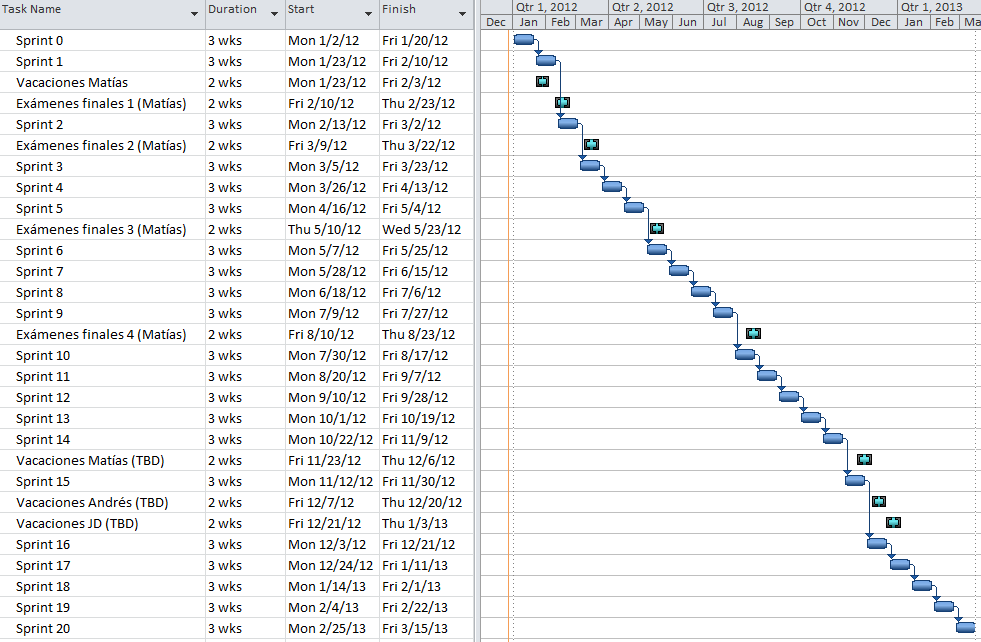 Task Name Duration Start Finish Qtr 1, 2012 Qtr 2, 2012 Qtr 3, 2012 Qtr 4, 2012 Qtr 1, 2013
Dec Jan Feb Mar Apr May Jun Jul Aug Sep Oct Nov Dec Jan Feb Ma
Sprint 0 3 wks Mon 1/2/12 Fri 1/20/12
Sprint 1 3 wks Mon 1/23/12 Fri 2/10/12
Vacaciones Matías 2 wks Mon 1/23/12 Fri 2/3/12
Exámenes finales 1 (Matías) 2 wks Fri 2/10/12 Thu 2/23/12
Sprint 2 3 wks Mon 2/13/12 Fri 3/2/12
Exámenes finales 2 (Matías) 2 wks Fri 3/9/12 Thu 3/22/12
Sprint 3 3 wks Mon 3/5/12 Fri 3/23/12
Sprint 4 3 wks Mon 3/26/12 Fri 4/13/12
Sprint 5 3 wks Mon 4/16/12 Fri 5/4/12
Exámenes finales 3 (Matías) 2 wks Thu 5/10/12 Wed 5/23/12
Sprint 6 3 wks Mon 5/7/12 Fri 5/25/12
Sprint 7 3 wks Mon 5/28/12 Fri 6/15/12
Sprint 8 3 wks Mon 6/18/12 Fri 7/6/12
Sprint 9 3 wks Mon 7/9/12 Fri 7/27/12
Exámenes finales 4 (Matías) 2 wks Fri 8/10/12 Thu 8/23/12
Sprint 10 3 wks Mon 7/30/12 Fri 8/17/12
Sprint 11 3 wks Mon 8/20/12 Fri 9/7/12
Sprint 12 3 wks Mon 9/10/12 Fri 9/28/12
Sprint 13 3 wks Mon 10/1/12 Fri 10/19/12
Sprint 14 3 wks Mon 10/22/12 Fri 11/9/12
Vacaciones Matías (TBD) 2 wks Fri 11/23/12 Thu 12/6/12
Sprint 15 3 wks Mon 11/12/12 Fri 11/30/12
Vacaciones Andrés (TBD) 2 wks Fri 12/7/12 Thu 12/20/12
Vacaciones JD (TBD) 2 wks Fri 12/21/12 Thu 1/3/13
Sprint 16 3 wks Mon 12/3/12 Fri 12/21/12
Sprint 17 3 wks Mon 12/24/12 Fri 1/11/13
Sprint 18 3 wks Mon 1/14/13 Fri 2/1/13
Sprint 19 3 wks Mon 2/4/13 Fri 2/22/13
Sprint 20 3 wks Mon 2/25/13 Fri 3/15/13